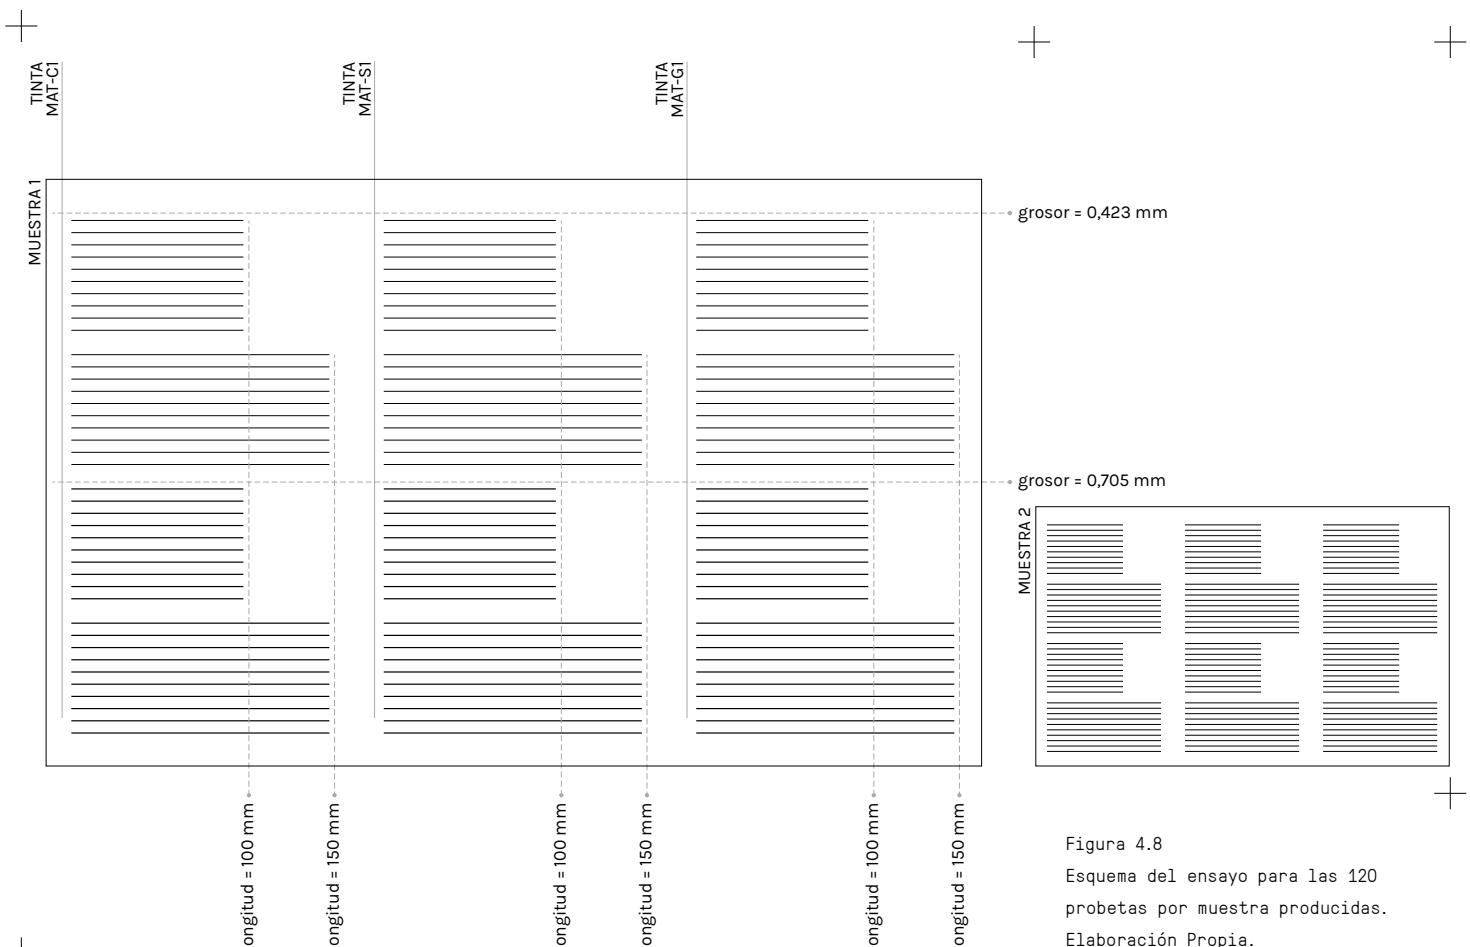 TINTA
MAT-C1
TINTA
MAT-S1
TINTA
MAT-G1
MUESTRA 1
grosor = 0,423 mm
grosor = 0,705 mm
MUESTRA 2
ongitud = 100 mm
ongitud = 150 mm
ongitud = 100 mm
ongitud = 150 mm
ongitud = 100 mm
ongitud = 150 mm
Figura 4.8
Esquema del ensayo para las 120
probetas por muestra producidas.
Elaboración Propia.